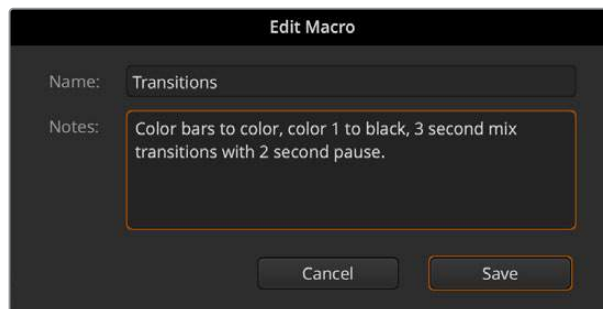 Edit Macro
Name: Transitions
Notes: Color bars to color, color 1 to black, 3 second mix
transitions with 2 second pause.
Cancel Save